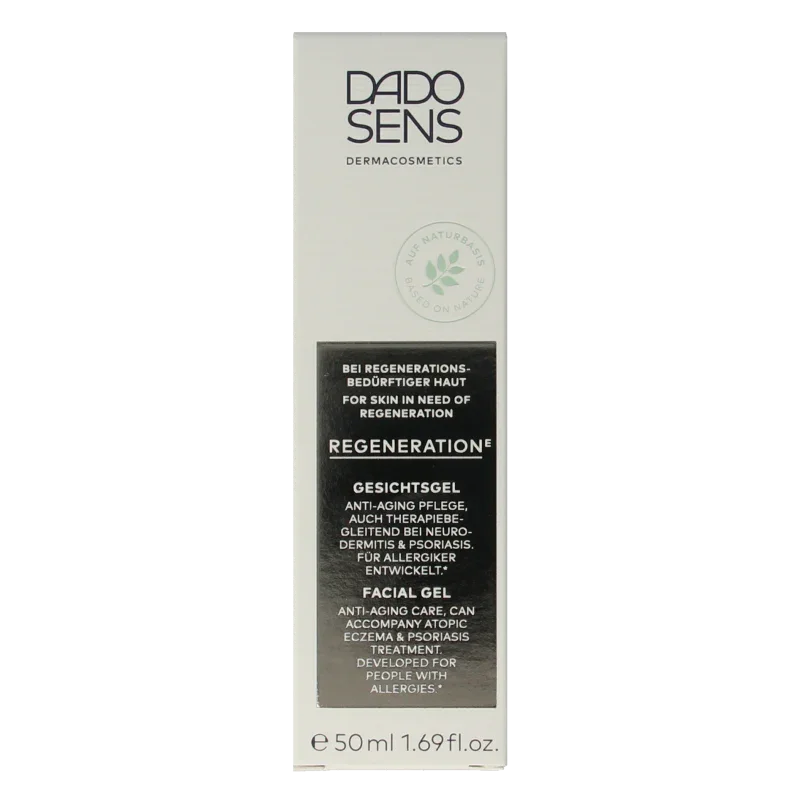 DADO
SENS
DERMACOSMETICS
AUF NATURBASIS
BASED ON NATURE
BEI REGENERATIONS-
BEDÜRFTIGER HAUT
FOR SKIN IN NEED OF
REGENERATION
REGENERATIONᴱ
GESICHTSGEL
ANTI-AGING PFLEGE,
AUCH THERAPIEBE-
GLEITEND BEI NEURO-
DERMITIS & PSORIASIS.
FÜR ALLERGIKER
ENTWICKELT.*
FACIAL GEL
ANTI-AGING CARE, CAN
ACCOMPANY ATOPIC
ECZEMA & PSORIASIS
TREATMENT.
DEVELOPED FOR
PEOPLE WITH
ALLERGIES.*
℮ 50 ml 1.69 fl.oz.